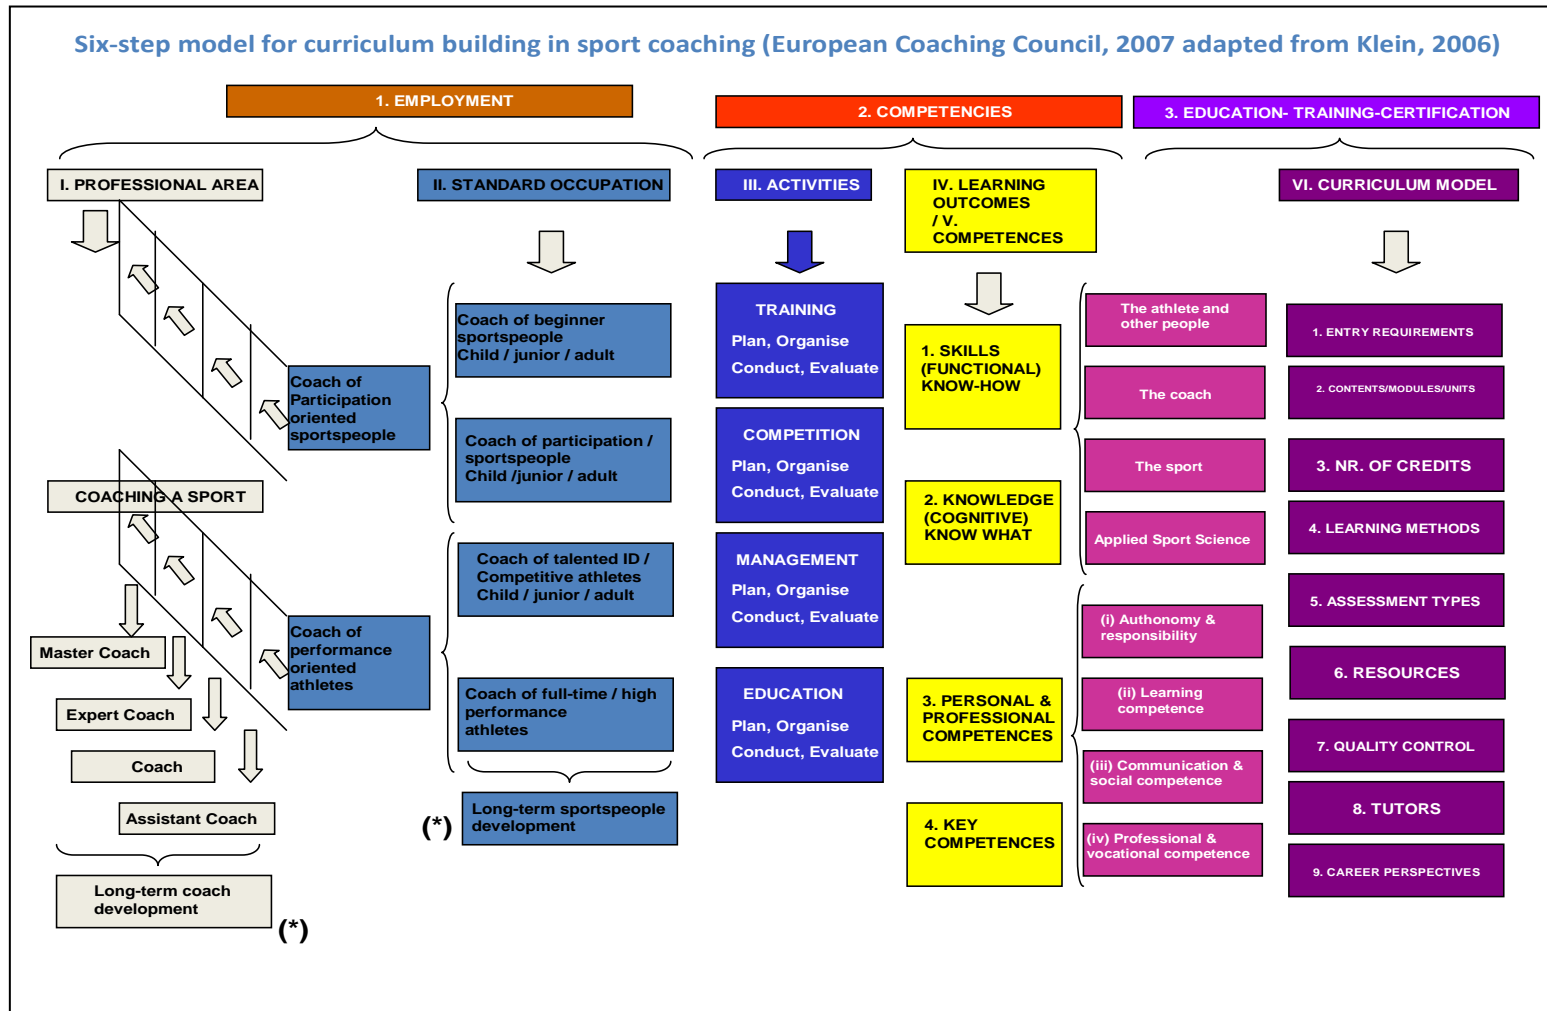 Six-step model for curriculum building in sport coaching (European Coaching Council, 2007 adapted from Klein, 2006)
1. EMPLOYMENT
2. COMPETENCIES
3. EDUCATION- TRAINING-CERTIFICATION
I. PROFESSIONAL AREA
II. STANDARD OCCUPATION
III. ACTIVITIES
IV. LEARNING
OUTCOMES
/ V.
COMPETENCES
VI. CURRICULUM MODEL
Coach of
Participation
oriented
sportspeople
COACHING A SPORT
Coach of
performance
oriented
athletes
Master Coach
Expert Coach
Coach
Assistant Coach
Long-term coach
development
(*)
Coach of beginner
sportspeople
Child / junior / adult
Coach of participation /
sportspeople
Child /junior / adult
Coach of talented ID /
Competitive athletes
Child / junior / adult
Coach of full-time / high
performance
athletes
(*)
Long-term sportspeople
development
TRAINING
Plan, Organise
Conduct, Evaluate
COMPETITION
Plan, Organise
Conduct, Evaluate
MANAGEMENT
Plan, Organise
Conduct, Evaluate
EDUCATION
Plan, Organise
Conduct, Evaluate
1. SKILLS
(FUNCTIONAL)
KNOW-HOW
2. KNOWLEDGE
(COGNITIVE)
KNOW WHAT
3. PERSONAL &
PROFESSIONAL
COMPETENCES
4. KEY
COMPETENCES
The athlete and
other people
The coach
The sport
Applied Sport Science
(i) Authonomy &
responsibility
(ii) Learning
competence
(iii) Communication &
social competence
(iv) Professional &
vocational competence
1. ENTRY REQUIREMENTS
2. CONTENTS/MODULES/UNITS
3. NR. OF CREDITS
4. LEARNING METHODS
5. ASSESSMENT TYPES
6. RESOURCES
7. QUALITY CONTROL
8. TUTORS
9. CAREER PERSPECTIVES